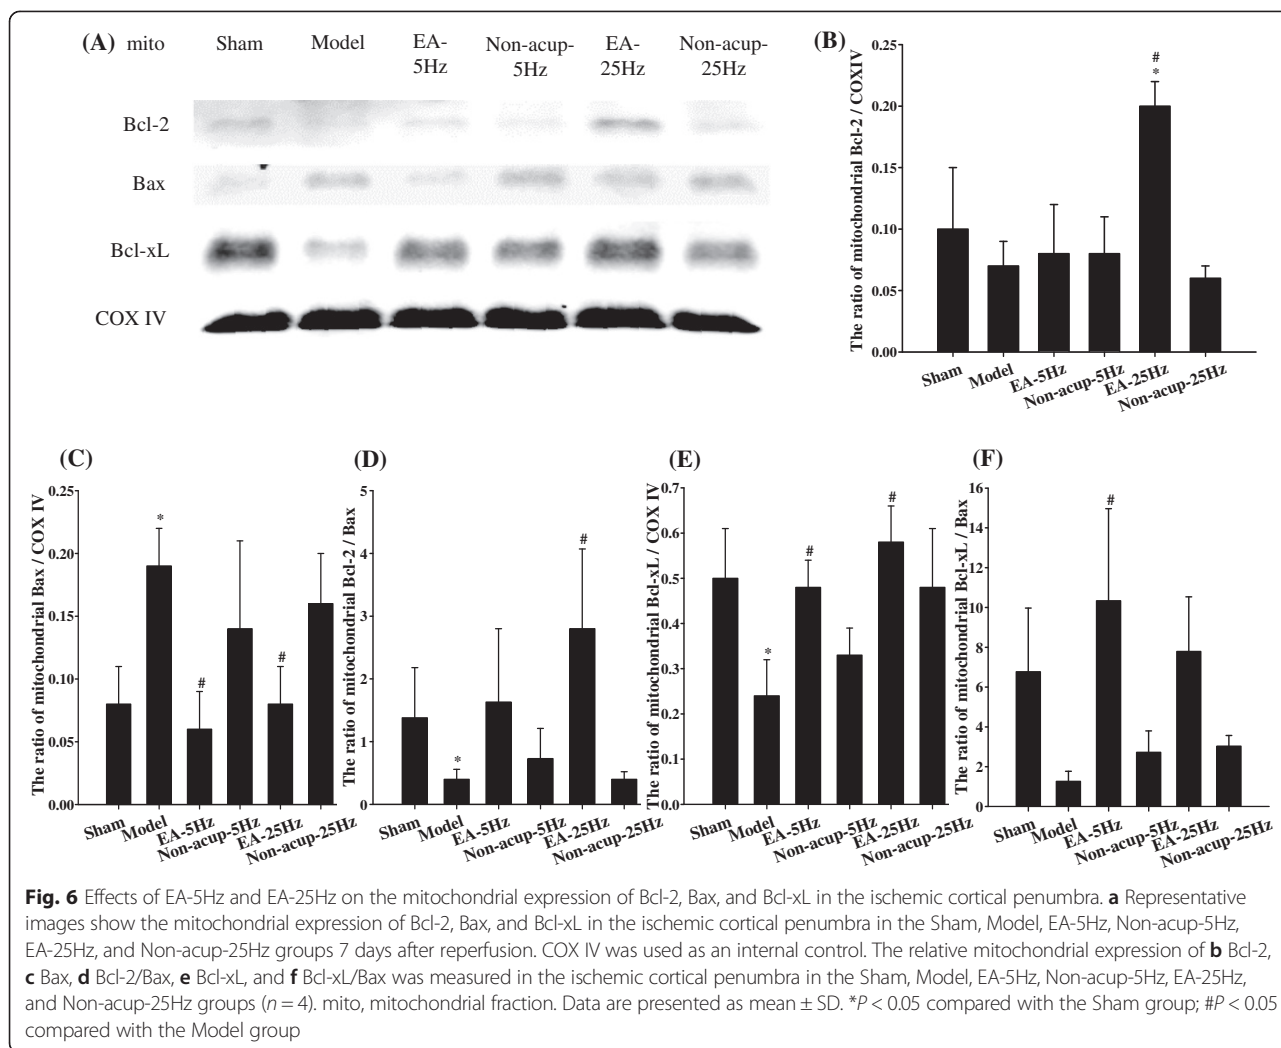 (A) mito Sham Model EA-5Hz Non-acup-5Hz EA-25Hz Non-acup-25Hz
Bcl-2
Bax
Bcl-xL
COX IV
(B)
The ratio of mitochondrial Bcl-2 / COXIV
0.25
0.20
0.15
0.10
0.05
0.00
#
*
Sham Model EA-5Hz Non-acup-5Hz EA-25Hz Non-acup-25Hz
(C)
The ratio of mitochondrial Bax / COX IV
0.25
0.20
0.15
0.10
0.05
0.00
* # #
Sham Model EA-5Hz Non-acup-5Hz EA-25Hz Non-acup-25Hz
(D)
The ratio of mitochondrial Bcl-2 / Bax
5
4
3
2
1
0
* #
Sham Model EA-5Hz Non-acup-5Hz EA-25Hz Non-acup-25Hz
(E)
The ratio of mitochondrial Bcl-xL / COX IV
0.7
0.6
0.5
0.4
0.3
0.2
0.1
0.0
* # #
Sham Model EA-5Hz Non-acup-5Hz EA-25Hz Non-acup-25Hz
(F)
The ratio of mitochondrial Bcl-xL / Bax
16
14
12
10
8
6
4
2
0
#
Sham Model EA-5Hz Non-acup-5Hz EA-25Hz Non-acup-25Hz
Fig. 6 Effects of EA-5Hz and EA-25Hz on the mitochondrial expression of Bcl-2, Bax, and Bcl-xL in the ischemic cortical penumbra. a Representative
images show the mitochondrial expression of Bcl-2, Bax, and Bcl-xL in the ischemic cortical penumbra in the Sham, Model, EA-5Hz, Non-acup-5Hz,
EA-25Hz, and Non-acup-25Hz groups 7 days after reperfusion. COX IV was used as an internal control. The relative mitochondrial expression of b Bcl-2,
c Bax, d Bcl-2/Bax, e Bcl-xL, and f Bcl-xL/Bax was measured in the ischemic cortical penumbra in the Sham, Model, EA-5Hz, Non-acup-5Hz, EA-25Hz,
and Non-acup-25Hz groups (n = 4). mito, mitochondrial fraction. Data are presented as mean ± SD. *P < 0.05 compared with the Sham group; #P < 0.05
compared with the Model group